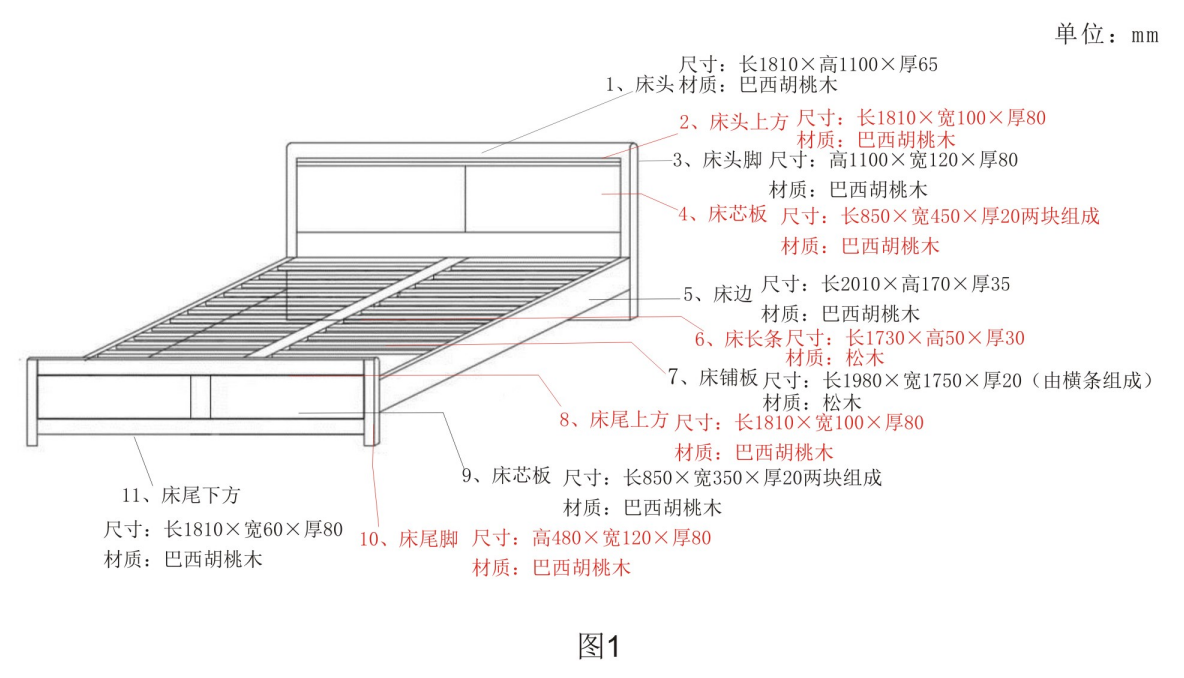 单位：mm
尺寸：长1810×高1100×厚65
1、床头 材质：巴西胡桃木
2、床头上方 尺寸：长1810×宽100×厚80
材质：巴西胡桃木
3、床头脚 尺寸：高1100×宽120×厚80
材质：巴西胡桃木
4、床芯板 尺寸：长850×宽450×厚20两块组成
材质：巴西胡桃木
5、床边 尺寸：长2010×高170×厚35
材质：巴西胡桃木
6、床长条 尺寸：长1730×高50×厚30
材质：松木
7、床铺板 尺寸：长1980×宽1750×厚20（由横条组成）
材质：松木
8、床尾上方 尺寸：长1810×宽100×厚80
材质：巴西胡桃木
9、床芯板 尺寸：长850×宽350×厚20两块组成
材质：巴西胡桃木
11、床尾下方
尺寸：长1810×宽60×厚80
材质：巴西胡桃木
10、床尾脚 尺寸：高480×宽120×厚80
材质：巴西胡桃木
图1